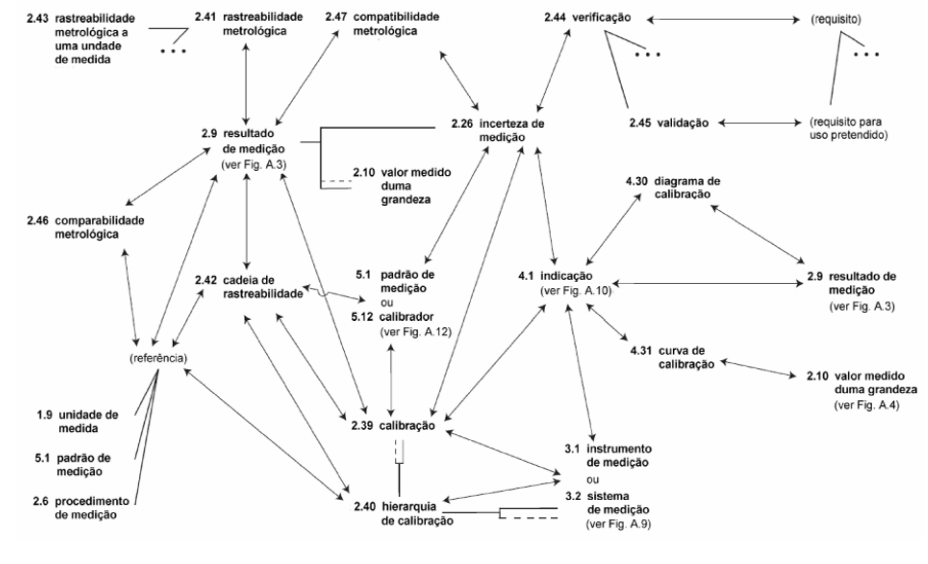 2.43 rastreabilidade
metrológica a
uma undade
de medida
2.41 rastreabilidade
metrológica
2.47 compatibilidade
metrológica
2.44 verificação
(requisito)
2.9 resultado
de medição
(ver Fig. A.3)
2.26 incerteza de
medição
2.45 validação
(requisito para
uso pretendido)
2.10 valor medido
duma
grandeza
4.30 diagrama de
calibração
2.46 comparabilidade
metrológica
2.42 cadeia de
rastreabilidade
5.1 padrão de
medição
ou
5.12 calibrador
(ver Fig. A.12)
4.1 indicação
(ver Fig. A.10)
2.9 resultado de
medição
(ver Fig. A.3)
(referência)
4.31 curva de
calibração
2.10 valor medido
duma grandeza
(ver Fig. A.4)
1.9 unidade de
medida
5.1 padrão de
medição
2.6 procedimento
de medição
2.39 calibração
3.1 instrumento
de medição
ou
3.2 sistema
de medição
(ver Fig. A.9)
2.40 hierarquia
de calibração